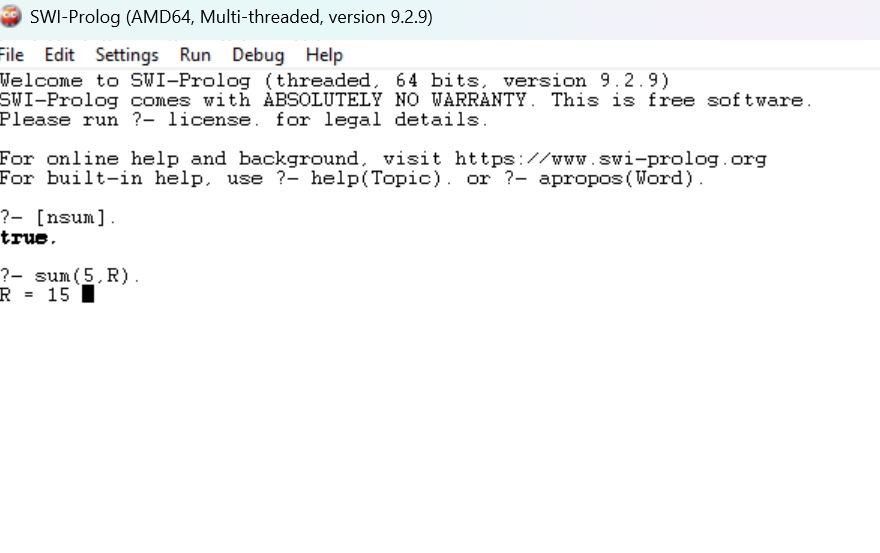 SWI-Prolog (AMD64, Multi-threaded, version 9.2.9)
File Edit Settings Run Debug Help
Welcome to SWI-Prolog (threaded, 64 bits, version 9.2.9)
SWI-Prolog comes with ABSOLUTELY NO WARRANTY. This is free software.
Please run ?- license. for legal details.
For online help and background, visit https://www.swi-prolog.org
For built-in help, use ?- help(Topic). or ?- apropos(Word).
?- [nsum].
true.
?- sum(5,R).
R = 15